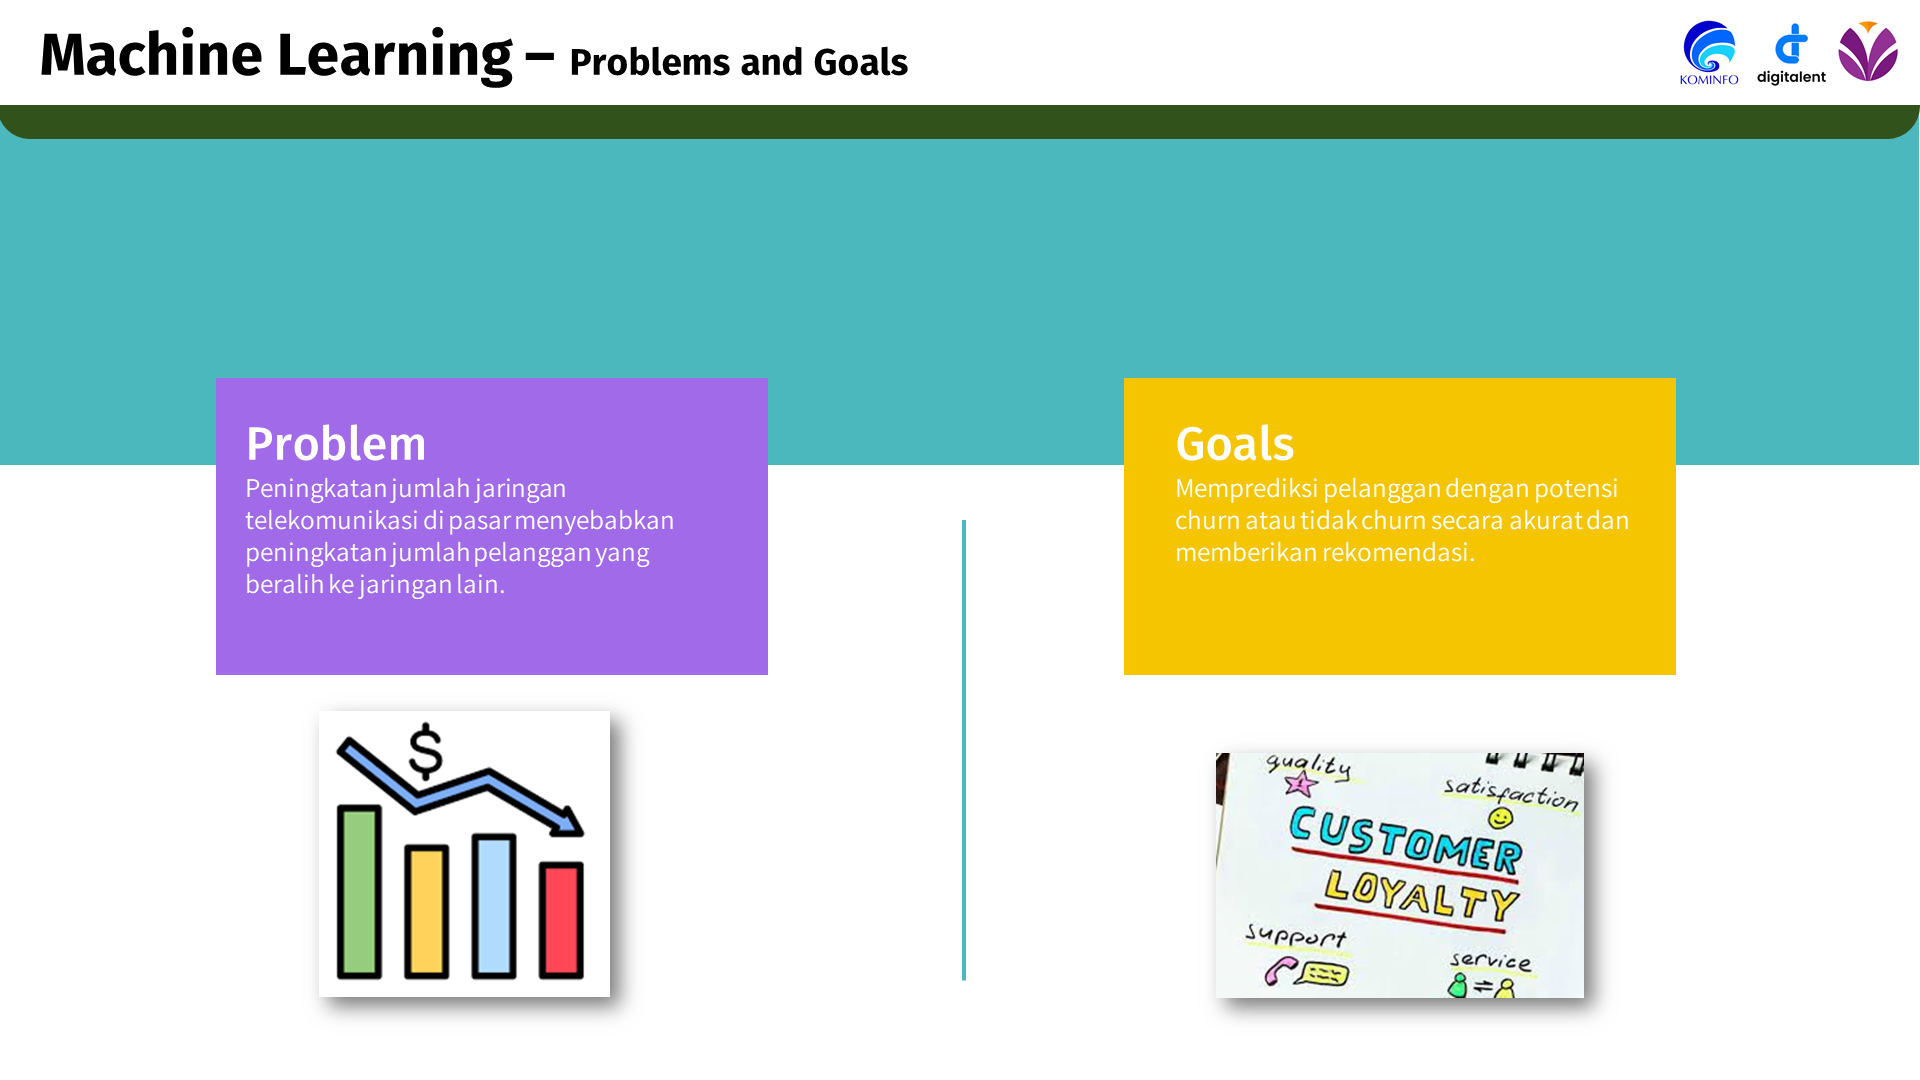 Machine Learning – Problems and Goals
KOMINFO
digitalent
Problem
Peningkatan jumlah jaringan
telekomunikasi di pasar menyebabkan
peningkatan jumlah pelanggan yang
beralih ke jaringan lain.
Goals
Memprediksi pelanggan dengan potensi
churn atau tidak churn secara akurat dan
memberikan rekomendasi.
$
quality
satisfaction
CUSTOMER
LOYALTY
support
service